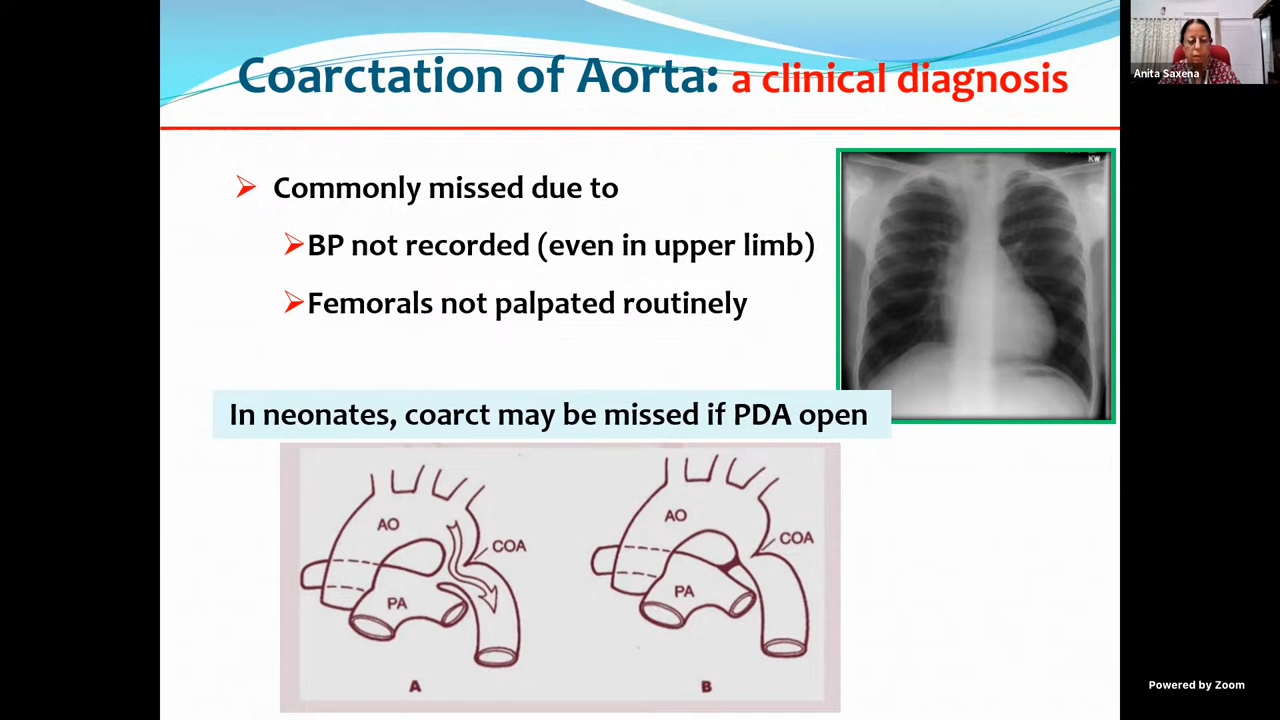 Coarctation of Aorta: a clinical diagnosis
Anita Saxena
KW
Commonly missed due to
BP not recorded (even in upper limb)
Femorals not palpated routinely
In neonates, coarct may be missed if PDA open
AO
COA
PA
A
AO
COA
PA
B
Powered by Zoom